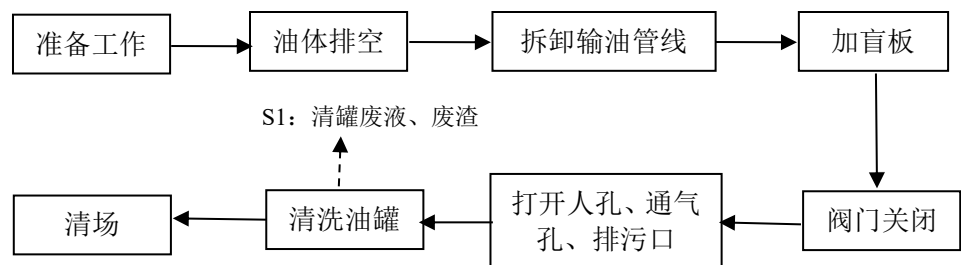 准备工作
油体排空
拆卸输油管线
加盲板
S1：清罐废液、废渣
清场
清洗油罐
打开人孔、通气
孔、排污口
阀门关闭